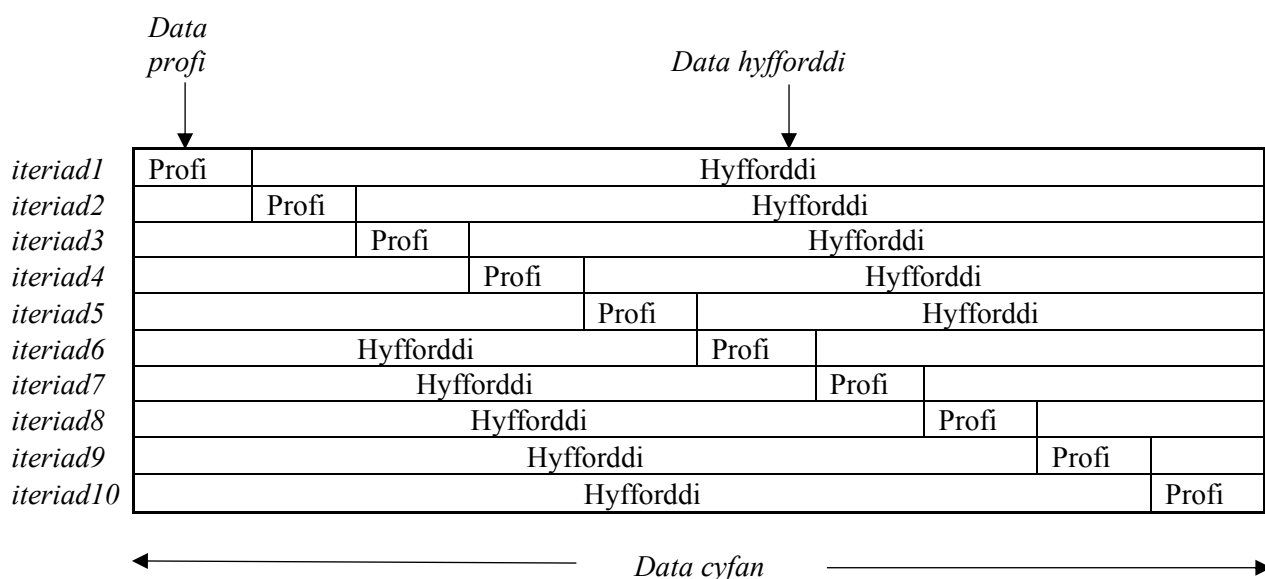 Data
profi
Data hyfforddi
iteriad1 Profi Hyfforddi
iteriad2 Profi Hyfforddi
iteriad3 Profi Hyfforddi
iteriad4 Profi Hyfforddi
iteriad5 Profi Hyfforddi
iteriad6 Hyfforddi Profi
iteriad7 Hyfforddi Profi
iteriad8 Hyfforddi Profi
iteriad9 Hyfforddi Profi
iteriad10 Hyfforddi Profi
Data cyfan